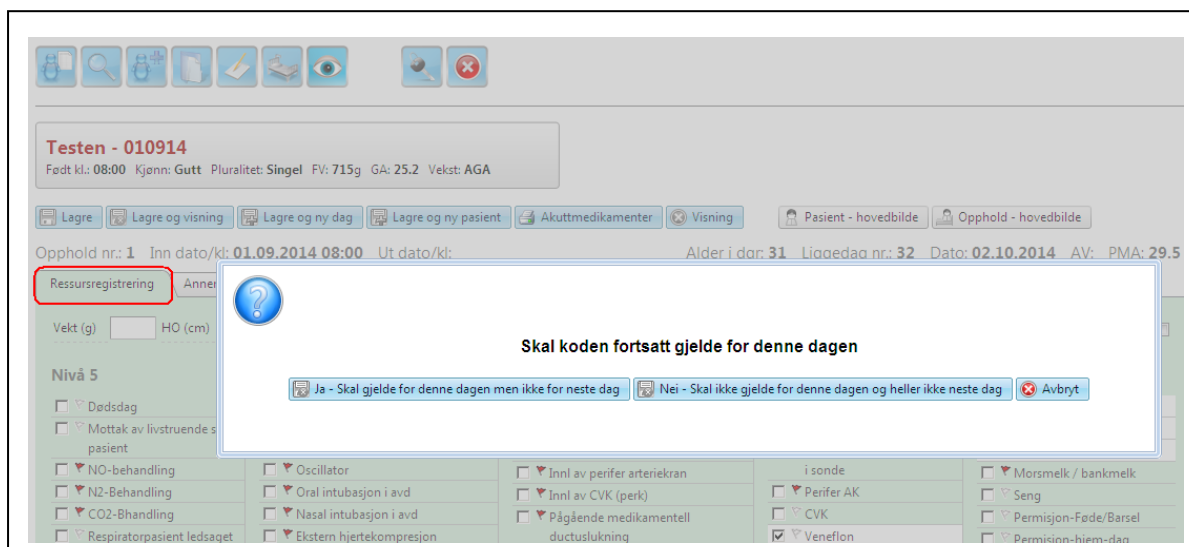 Testen - 010914
Født kl.: 08:00 Kjønn: Gutt Pluralitet: Singel FV: 715g GA: 25.2 Vekst: AGA
Lagre Lagre og visning Lagre og ny dag Lagre og ny pasient Akuttmedikamenter Visning Pasient - hovedbilde Opphold - hovedbilde
Opphold nr.: 1 Inn dato/kl: 01.09.2014 08:00 Ut dato/kl: Alder i dgr: 31 Liggedag nr.: 32 Dato: 02.10.2014 AV: PMA: 29.5
Ressursregistrering Anner
Vekt (g) HO (cm)
Skal koden fortsatt gjelde for denne dagen
Ja - Skal gjelde for denne dagen men ikke for neste dag Nei - Skal ikke gjelde for denne dagen og heller ikke neste dag Avbryt
Nivå 5
Dødsdag
Mottak av livstruende s
pasient
NO-behandling Oscillator Innl av perifer arteriekran i sonde Morsmelk / bankmelk
N2-Behandling Oral intubasjon i avd Innl av CVK (perk) Perifer AK Seng
CO2-Bhandling Nasal intubasjon i avd Pågående medikamentell CVK Permisjon-Føde/Barsel
Respiratorpasient ledsaget Ekstern hjertekompresjon ductuslukning Veneflon Permision-hiem-dag